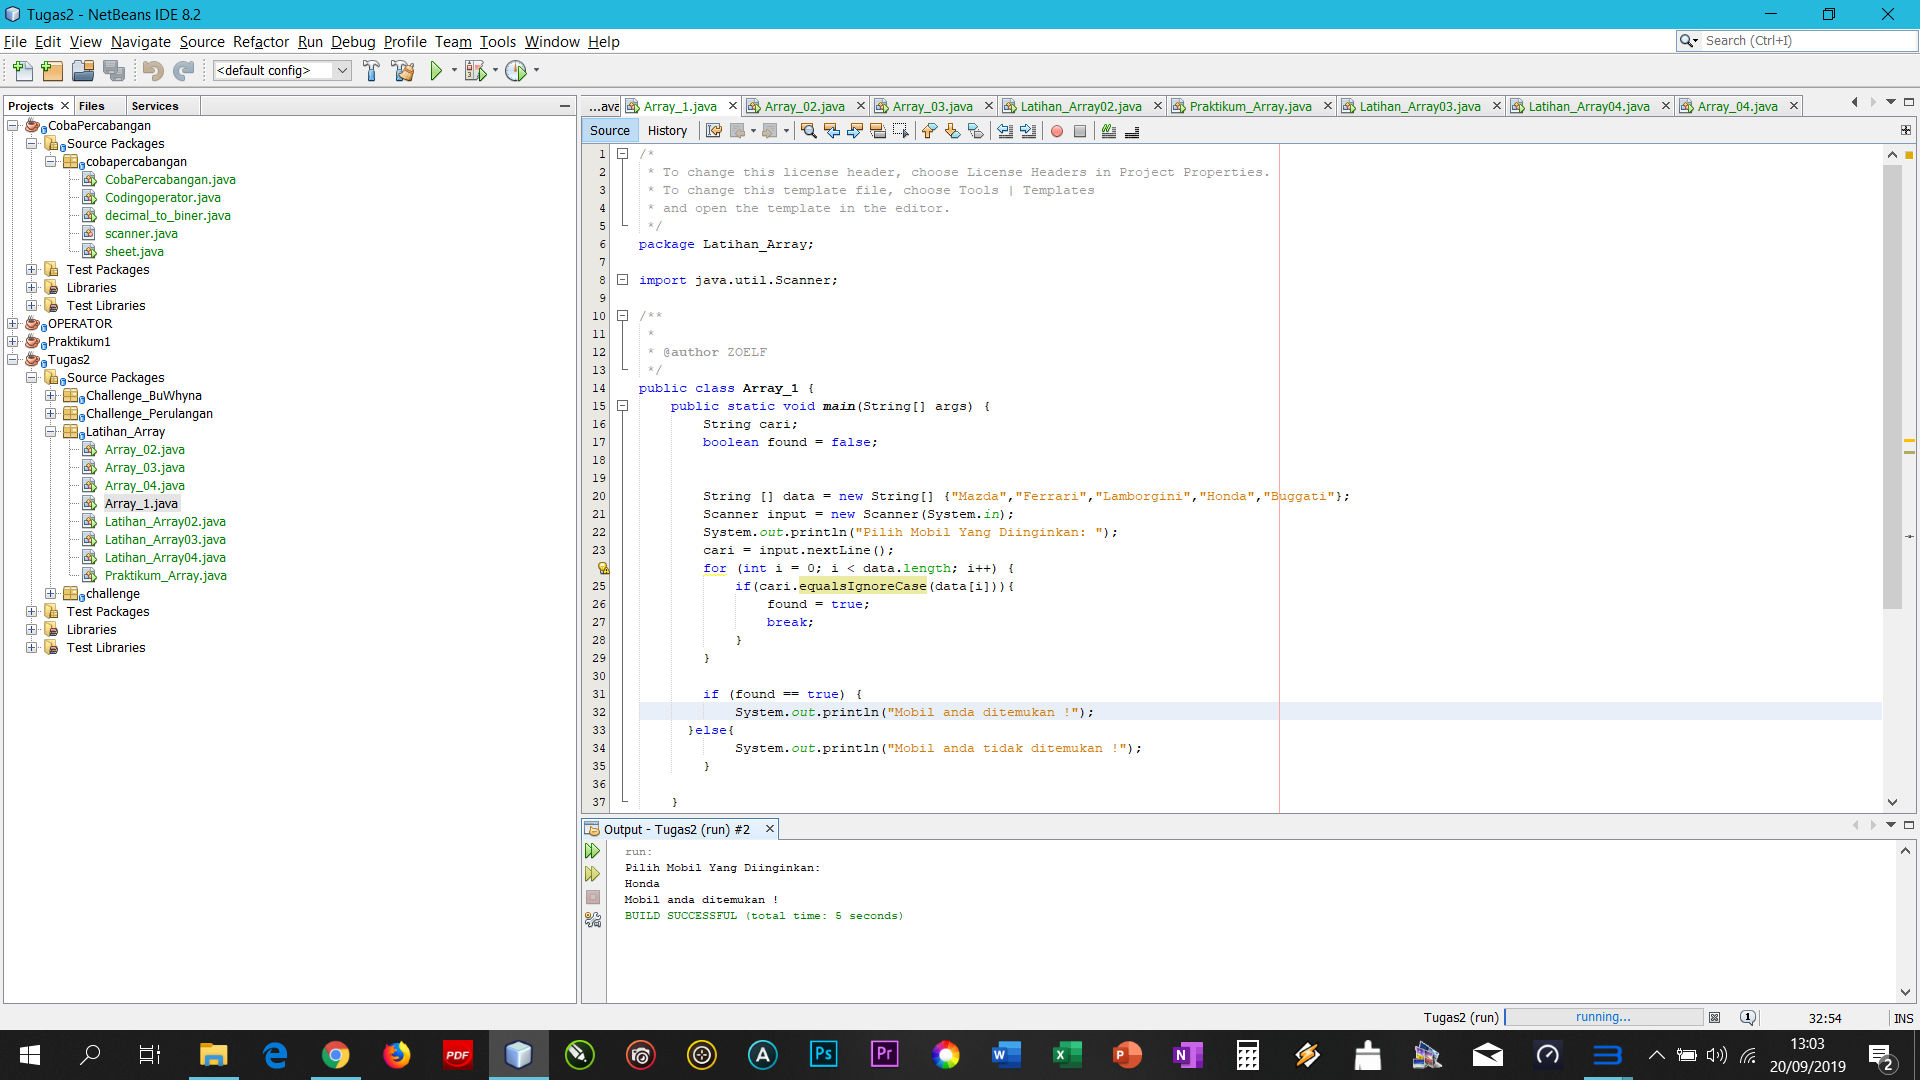 Tugas2 - NetBeans IDE 8.2
File Edit View Navigate Source Refactor Run Debug Profile Team Tools Window Help
Search (Ctrl+I)
<default config>
Projects Files Services
CobaPercabangan
Source Packages
cobapercabangan
CobaPercabangan.java
Codingoperator.java
decimal_to_biner.java
scanner.java
sheet.java
Test Packages
Libraries
Test Libraries
OPERATOR
Praktikum1
Tugas2
Source Packages
Challenge_BuWhyna
Challenge_Perulangan
Latihan_Array
Array_02.java
Array_03.java
Array_04.java
Array_1.java
Latihan_Array02.java
Latihan_Array03.java
Latihan_Array04.java
Praktikum_Array.java
challenge
Test Packages
Libraries
Test Libraries
...ava Array_1.java Array_02.java Array_03.java Latihan_Array02.java Praktikum_Array.java Latihan_Array03.java Latihan_Array04.java Array_04.java
Source History
1 /*
2 * To change this license header, choose License Headers in Project Properties.
3 * To change this template file, choose Tools | Templates
4 * and open the template in the editor.
5 */
6 package Latihan_Array;
7
8 import java.util.Scanner;
9
10 /**
11 *
12 * @author ZOELF
13 */
14 public class Array_1 {
15 public static void main(String[] args) {
16 String cari;
17 boolean found = false;
18
19
20 String [] data = new String[] {"Mazda","Ferrari","Lamborgini","Honda","Buggati"};
21 Scanner input = new Scanner(System.in);
22 System.out.println("Pilih Mobil Yang Diinginkan: ");
23 cari = input.nextLine();
for (int i = 0; i < data.length; i++) {
25 if(cari.equalsIgnoreCase(data[i])){
26 found = true;
27 break;
28 }
29 }
30
31 if (found == true) {
32 System.out.println("Mobil anda ditemukan !");
33 }else{
34 System.out.println("Mobil anda tidak ditemukan !");
35 }
36
37 }
Output - Tugas2 (run) #2
run:
Pilih Mobil Yang Diinginkan:
Honda
Mobil anda ditemukan !
BUILD SUCCESSFUL (total time: 5 seconds)
Tugas2 (run) running... 1 32:54 INS
PDF Ps Pr W X P N
13:03
20/09/2019
2